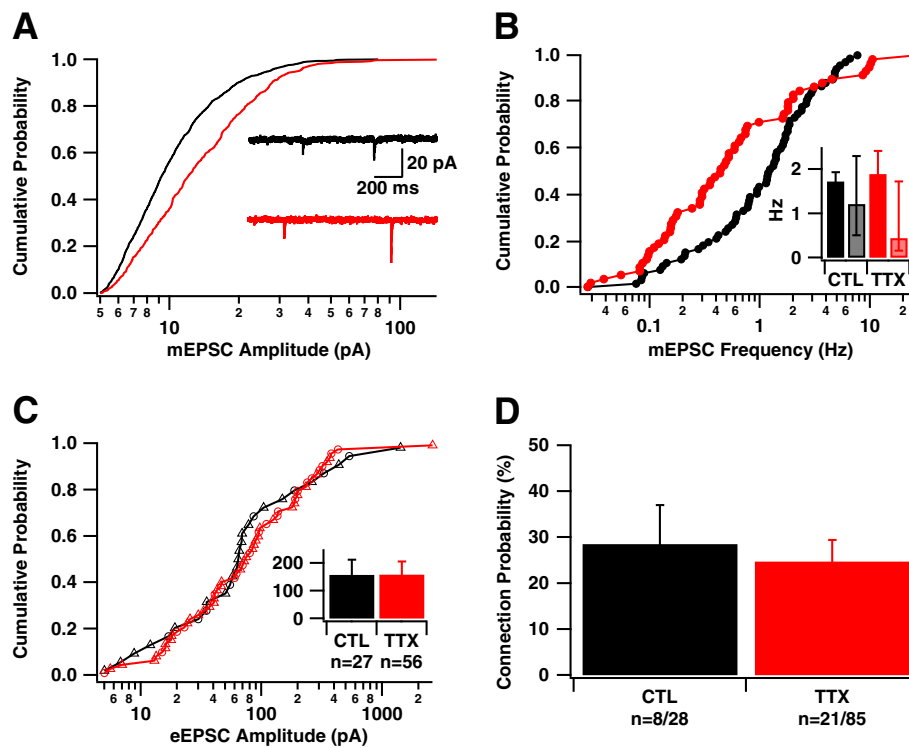 A
Cumulative Probability
1.0
0.8
0.6
0.4
0.2
0.0
20 pA
200 ms
5 6 7 8 2 3 4 5 6 7 8
10 100
mEPSC Amplitude (pA)
B
Cumulative Probability
1.0
0.8
0.6
0.4
0.2
0.0
Hz
2
1
0
CTL TTX
4 6 2 4 6 2 4 6 2
0.1 1 10
mEPSC Frequency (Hz)
C
Cumulative Probability
1.0
0.8
0.6
0.4
0.2
0.0
200
100
0
CTL TTX
n=27 n=56
6 2 4 6 2 4 6 2
10 100 1000
eEPSC Amplitude (pA)
D
Connection Probability (%)
50
40
30
20
10
0
CTL TTX
n=8/28 n=21/85